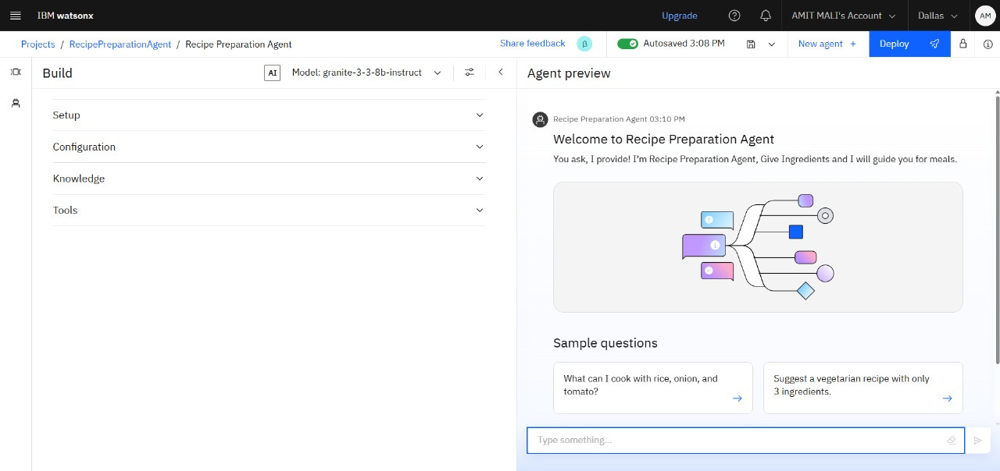 IBM watsonx
Upgrade
AMIT MALI's Account
Dallas
AM
Projects / RecipePreparationAgent / Recipe Preparation Agent
Share feedback
β
Autosaved 3:08 PM
New agent +
Deploy
Build
AI
Model: granite-3-3-8b-instruct
Agent preview
Setup
Configuration
Knowledge
Tools
Recipe Preparation Agent 03:10 PM
Welcome to Recipe Preparation Agent
You ask, I provide! I'm Recipe Preparation Agent, Give Ingredients and I will guide you for meals.
Sample questions
What can I cook with rice, onion, and
tomato?
Suggest a vegetarian recipe with only
3 ingredients.
Type something...